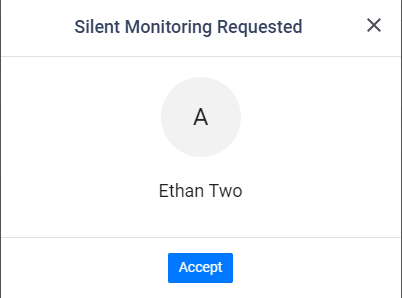 Silent Monitoring Requested
A
Ethan Two
Accept